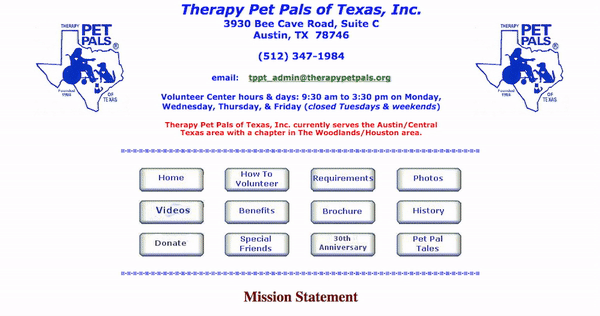 Therapy Pet Pals of Texas, Inc.
3930 Bee Cave Road, Suite C
Austin, TX 78746
(512) 347-1984
email: tppt_admin@therapypetpals.org
Volunteer Center hours & days: 9:30 am to 3:30 pm on Monday,
Wednesday, Thursday, & Friday (closed Tuesdays & weekends)
Therapy Pet Pals of Texas, Inc. currently serves the Austin/Central
Texas area with a chapter in The Woodlands/Houston area.
THERAPY
PET
PALS®
Founded
1984
OF
TEXAS
THERAPY
PET
PALS®
Founded
1984
OF
TEXAS
Home
How To
Volunteer
Requirements
Photos
Videos
Benefits
Brochure
History
Donate
Special
Friends
30th
Anniversary
Pet Pal
Tales
Mission Statement